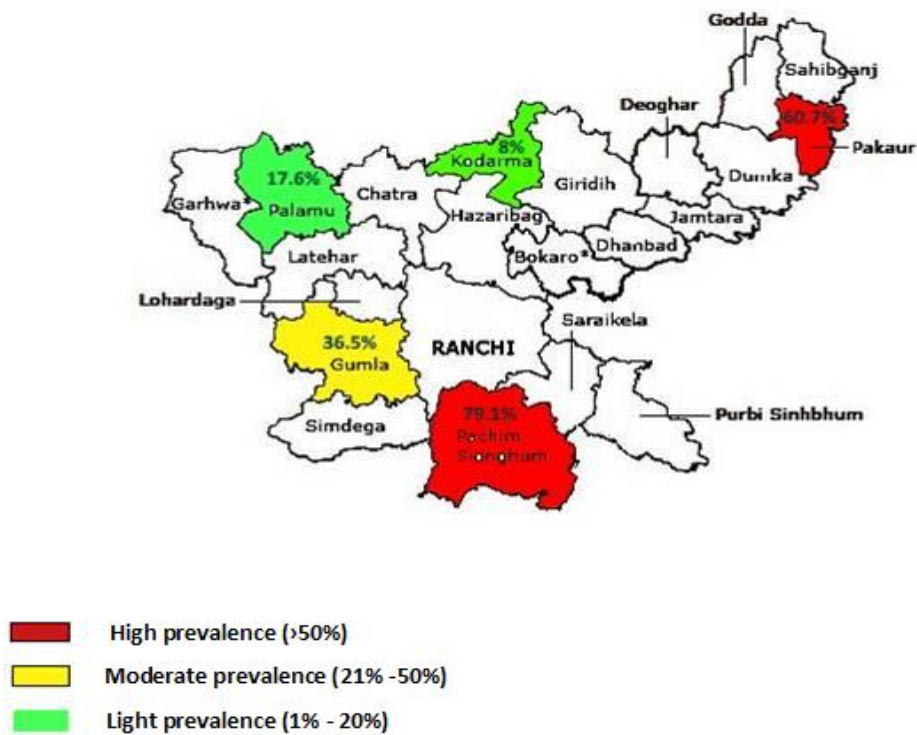 Godda
Sahibganj
Deoghar
60.7%
Pakaur
8%
Kodarma
17.6%
Giridih
Dumka
Chatra
Garhwa*
Palamu
Hazaribag
Jamtara
Dhanbad
Latehar
Bokaro*
Lohardaga
Saraikela
36.5%
RANCHI
Gumla
79.1%
Purbi Sinhbhum
Simdega
Pachim
High prevalence (>50%)
Moderate prevalence (21% -50%)
Light prevalence (1% - 20%)